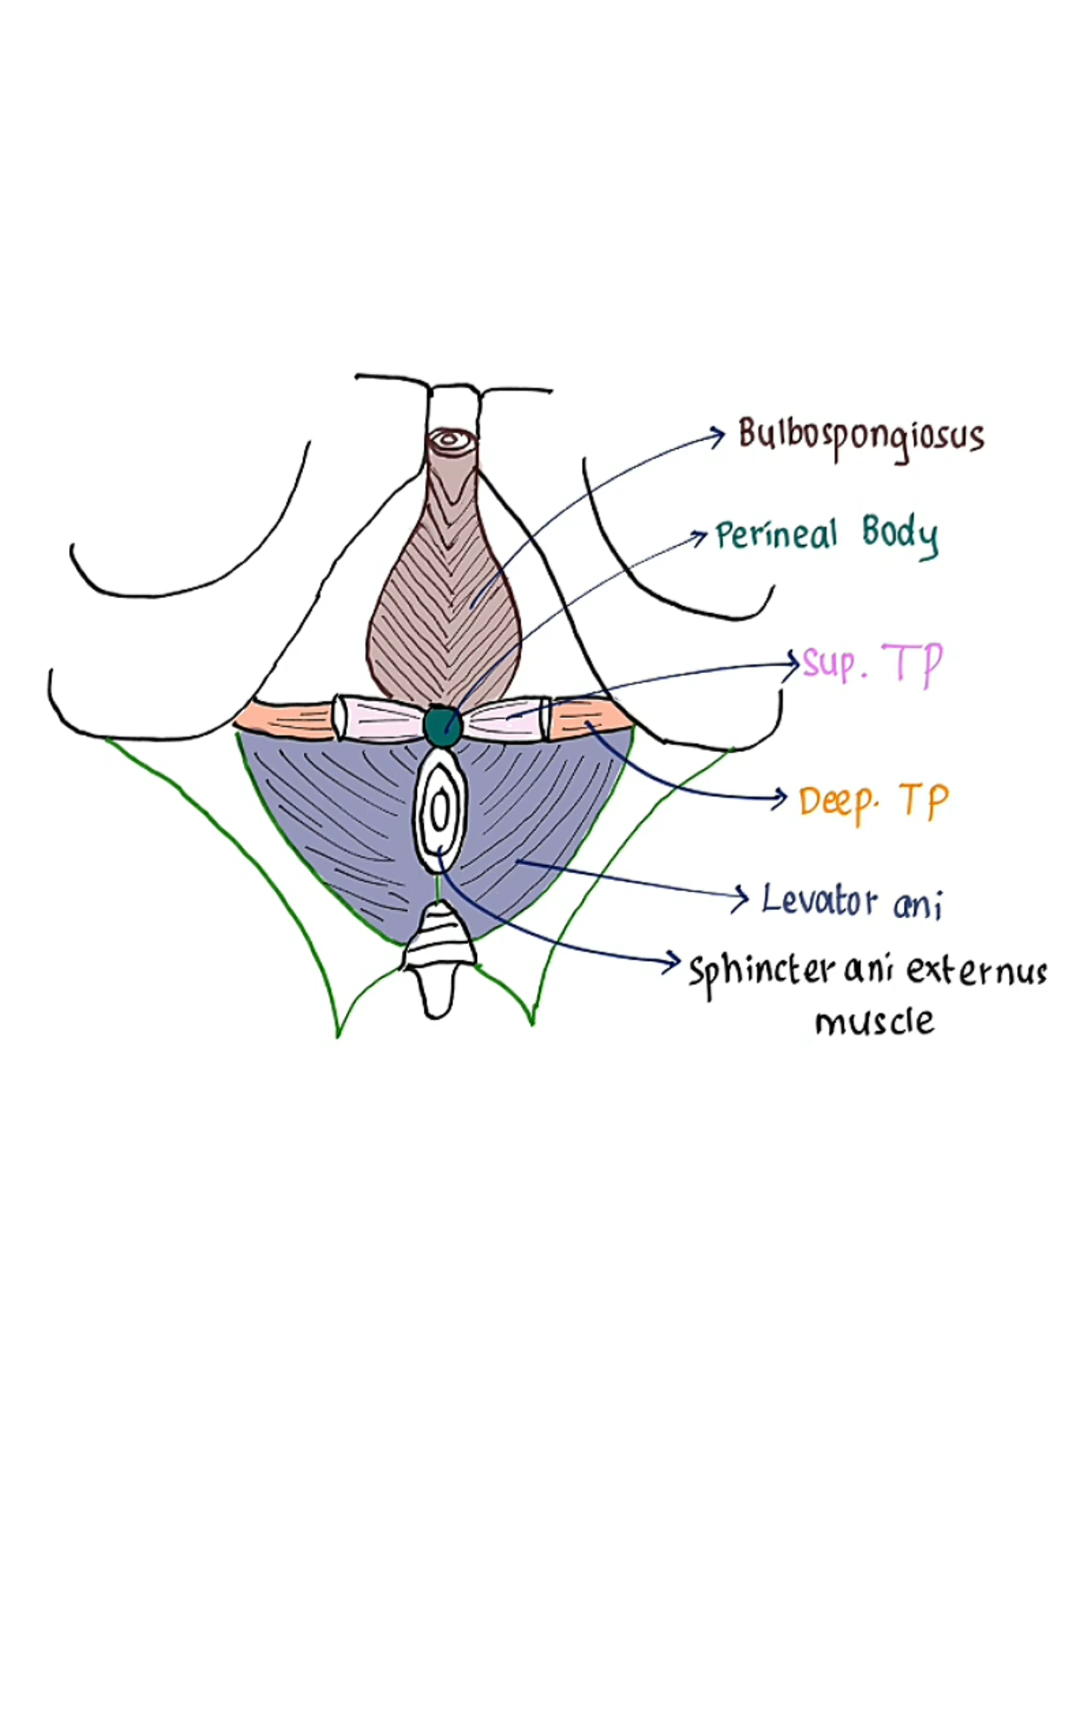 Bulbospongiosus
Perineal Body
Sup. TP
Deep. TP
Levator ani
Sphincter ani externus
muscle